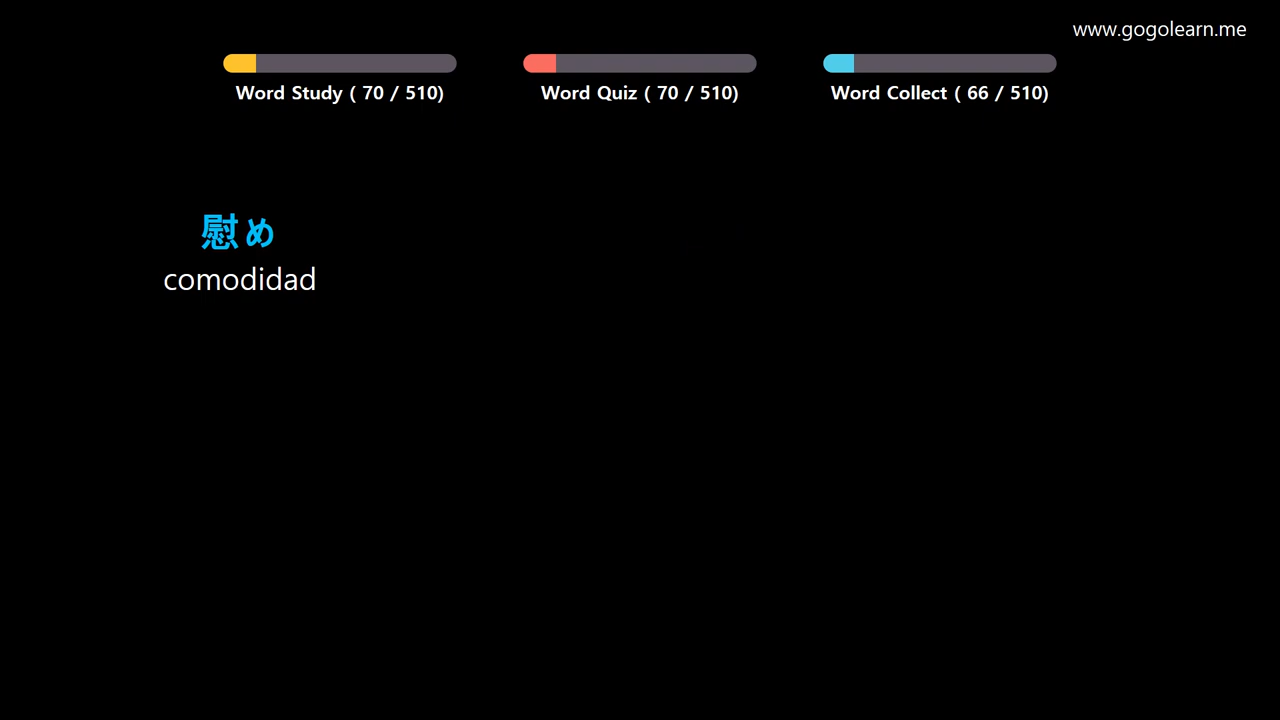 www.gogolearn.me
Word Study ( 70 / 510)
Word Quiz ( 70 / 510)
Word Collect ( 66 / 510)
慰め
comodidad